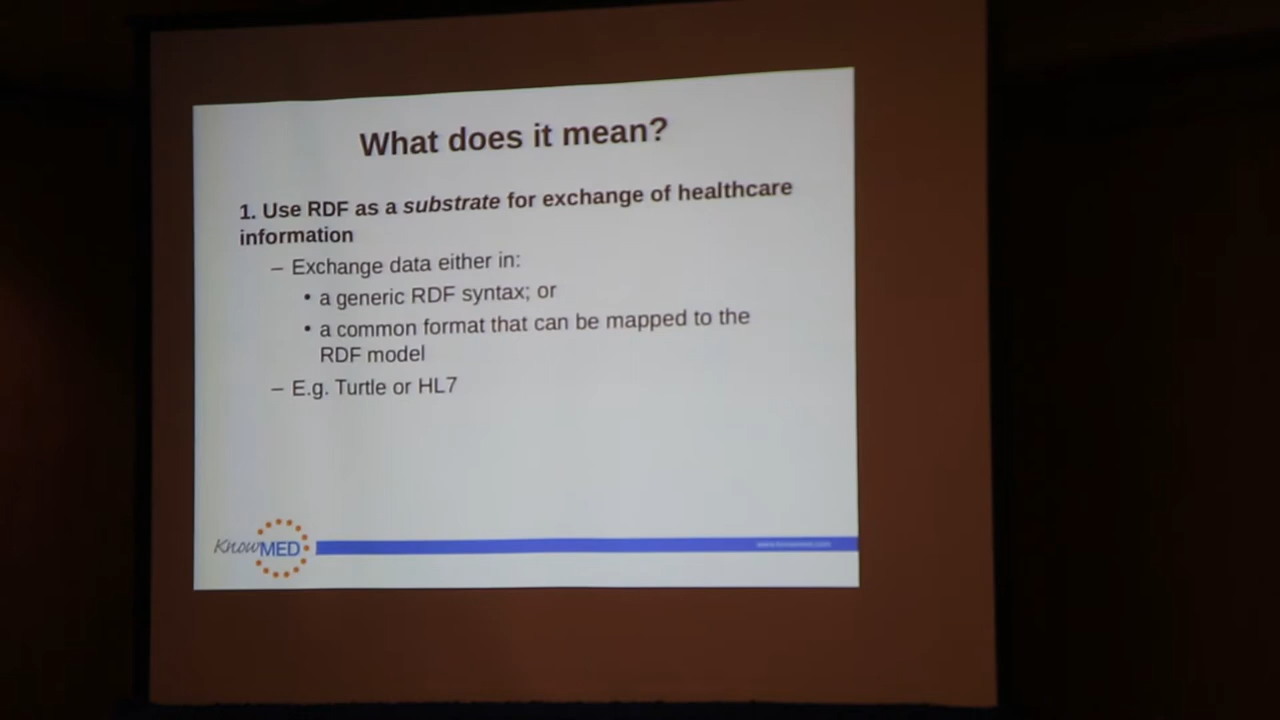 What does it mean?
1. Use RDF as a substrate for exchange of healthcare
information
– Exchange data either in:
• a generic RDF syntax; or
• a common format that can be mapped to the
RDF model
– E.g. Turtle or HL7
KnowMED